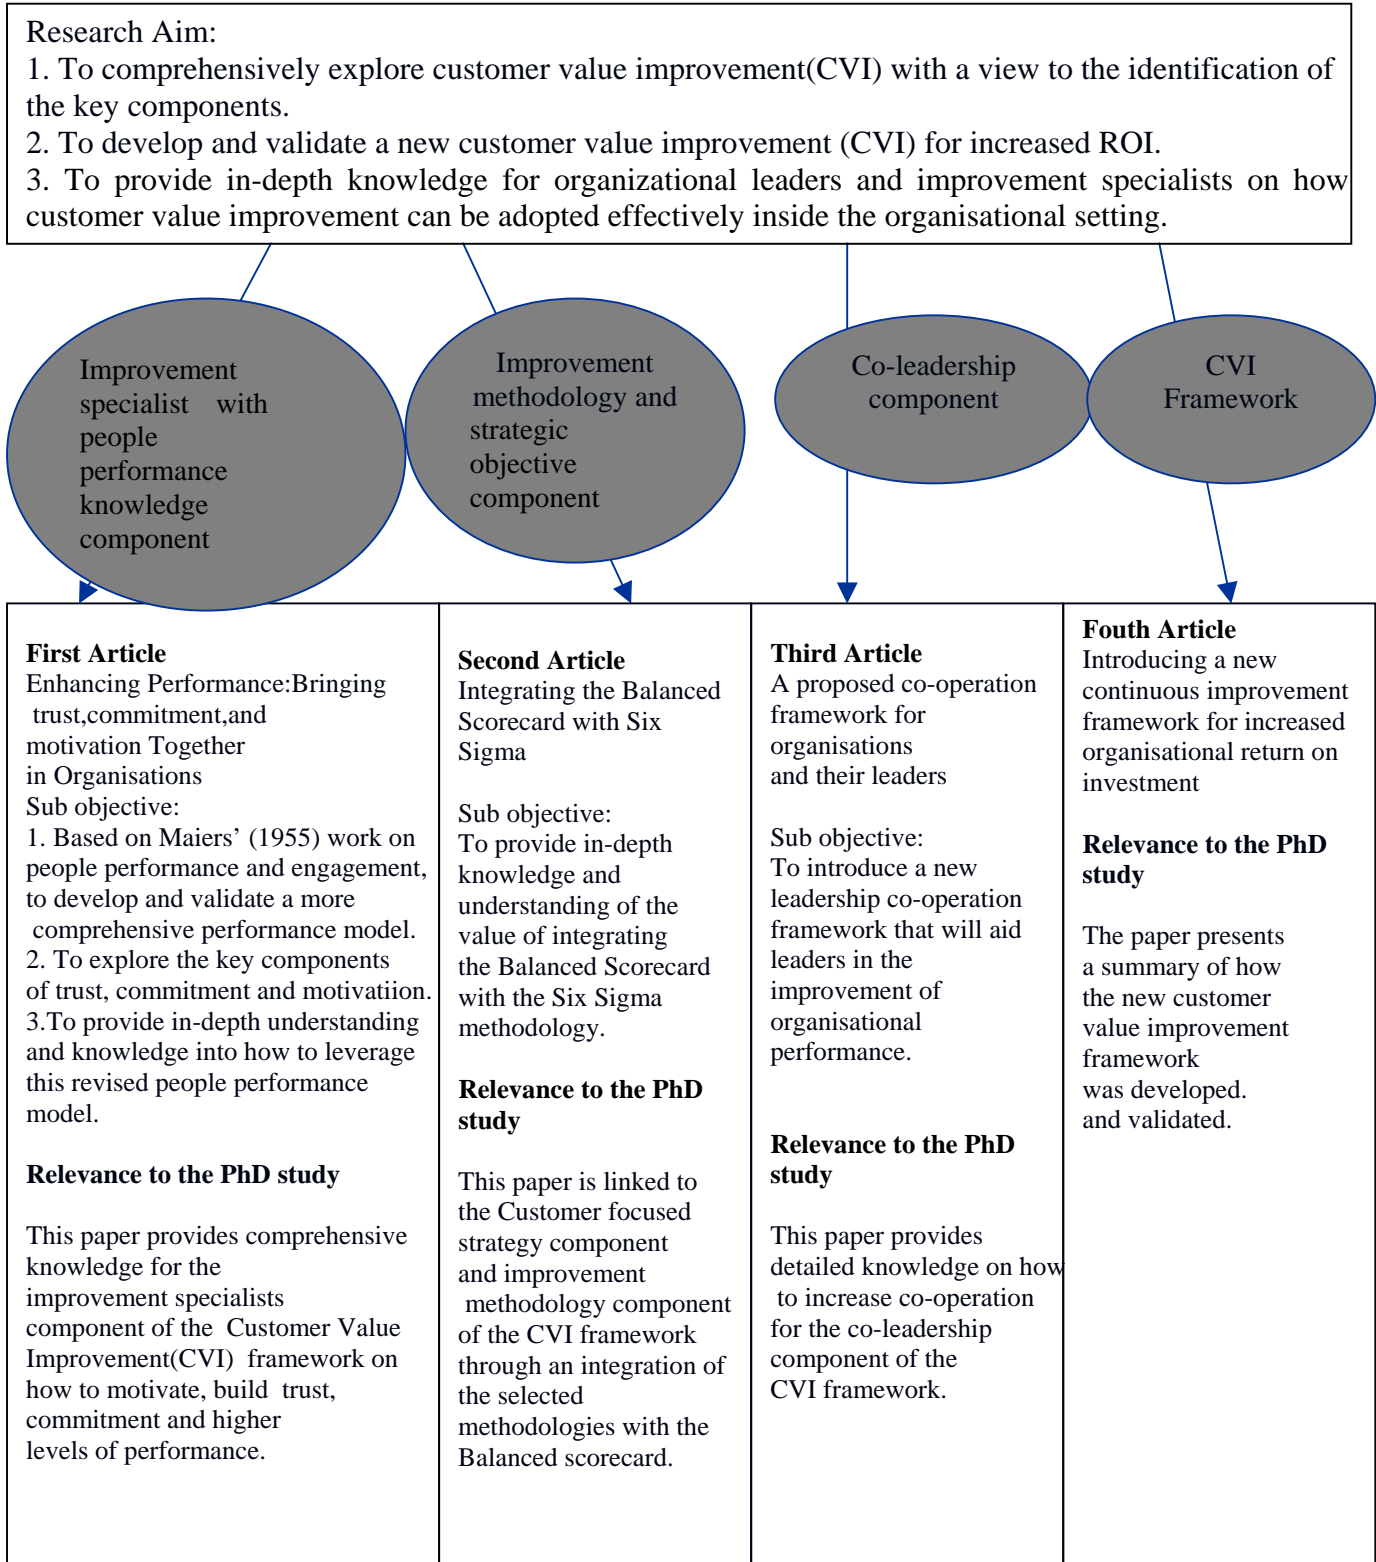 Research Aim:
1. To comprehensively explore customer value improvement(CVI) with a view to the identification of
the key components.
2. To develop and validate a new customer value improvement (CVI) for increased ROI.
3. To provide in-depth knowledge for organizational leaders and improvement specialists on how
customer value improvement can be adopted effectively inside the organisational setting.
Improvement
specialist with
people
performance
knowledge
component
Improvement
methodology and
strategic
objective
component
Co-leadership
component
CVI
Framework
First Article
Enhancing Performance:Bringing
trust,commitment,and
motivation Together
in Organisations
Sub objective:
1. Based on Maiers’ (1955) work on
people performance and engagement,
to develop and validate a more
comprehensive performance model.
2. To explore the key components
of trust, commitment and motivatiion.
3.To provide in-depth understanding
and knowledge into how to leverage
this revised people performance
model.
Relevance to the PhD study
This paper provides comprehensive
knowledge for the
improvement specialists
component of the Customer Value
Improvement(CVI) framework on
how to motivate, build trust,
commitment and higher
levels of performance.
Second Article
Integrating the Balanced
Scorecard with Six
Sigma
Sub objective:
To provide in-depth
knowledge and
understanding of the
value of integrating
the Balanced Scorecard
with the Six Sigma
methodology.
Relevance to the PhD
study
This paper is linked to
the Customer focused
strategy component
and improvement
methodology component
of the CVI framework
through an integration of
the selected
methodologies with the
Balanced scorecard.
Third Article
A proposed co-operation
framework for
organisations
and their leaders
Sub objective:
To introduce a new
leadership co-operation
framework that will aid
leaders in the
improvement of
organisational
performance.
Relevance to the PhD
study
This paper provides
detailed knowledge on how
to increase co-operation
for the co-leadership
component of the
CVI framework.
Fouth Article
Introducing a new
continuous improvement
framework for increased
organisational return on
investment
Relevance to the PhD
study
The paper presents
a summary of how
the new customer
value improvement
framework
was developed.
and validated.